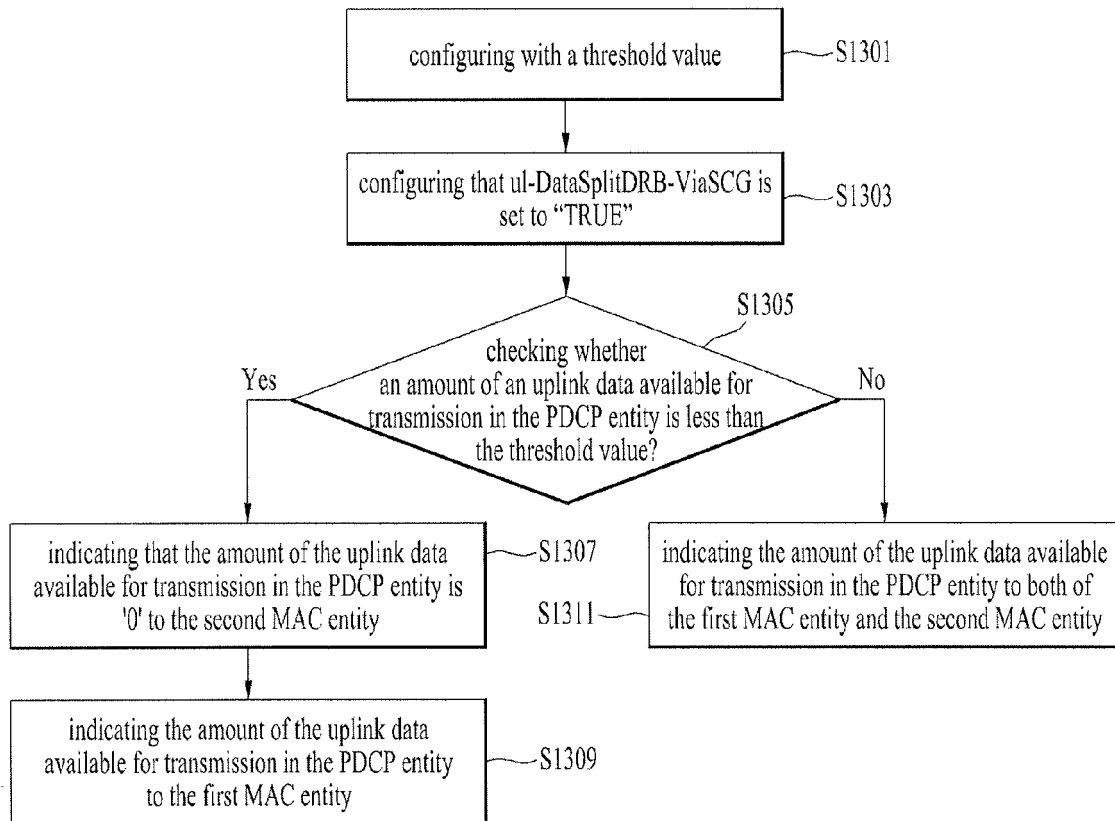 configuring with a threshold value
S1301
configuring that ul-DataSplitDRB-ViaSCG is
set to “TRUE”
S1303
S1305
checking whether
an amount of an uplink data available for
transmission in the PDCP entity is less than
the threshold value?
Yes
No
indicating that the amount of the uplink data
available for transmission in the PDCP entity is
'0' to the second MAC entity
S1307
indicating the amount of the uplink data available
for transmission in the PDCP entity to both of
the first MAC entity and the second MAC entity
S1311
indicating the amount of the uplink data
available for transmission in the PDCP entity
to the first MAC entity
S1309